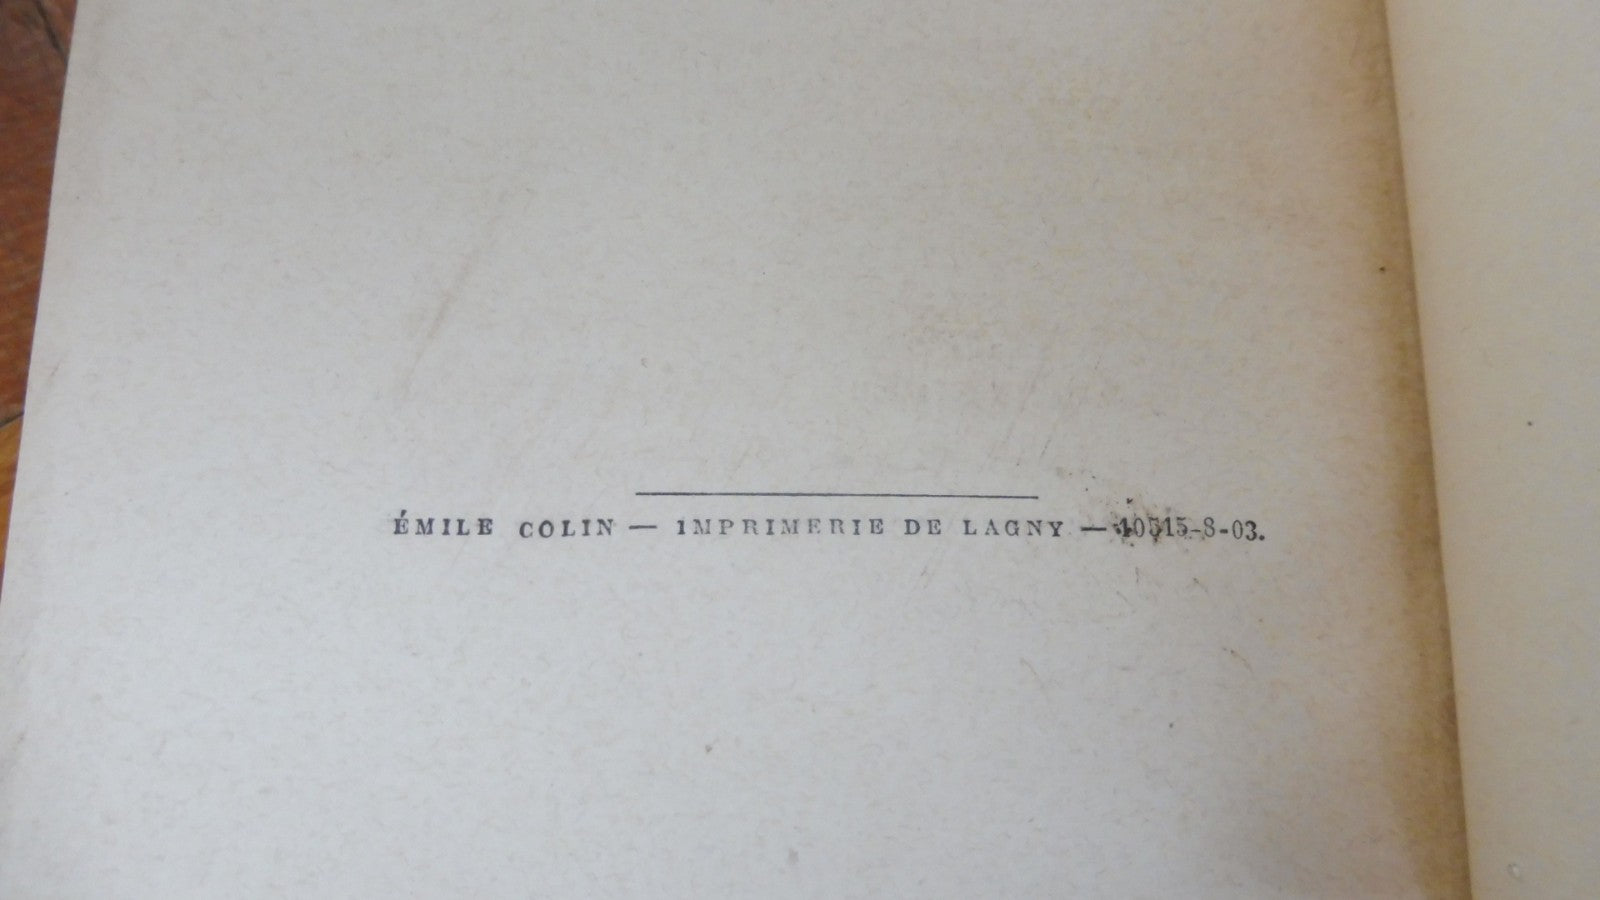 ÉMILE COLIN — IMPRIMERIE DE LAGNY — 10515-8-03.